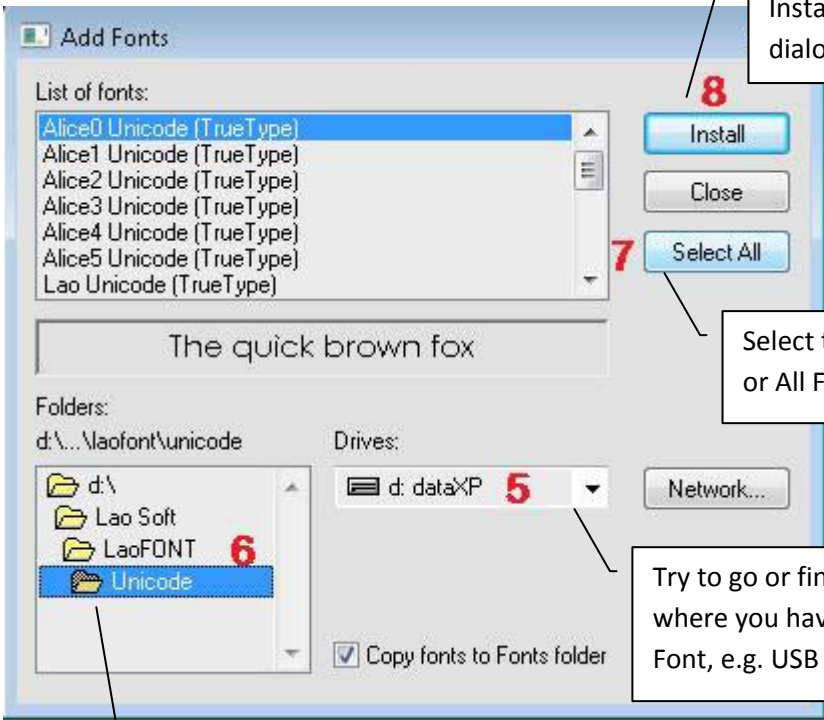 Insta
dialo
Add Fonts
List of fonts:
8
Alice0 Unicode (TrueType)
Install
Alice1 Unicode (TrueType)
Alice2 Unicode (TrueType)
Close
Alice3 Unicode (TrueType)
Alice4 Unicode (TrueType)
Alice5 Unicode (TrueType)
7 Select All
Lao Unicode (TrueType)
The quick brown fox
Select
or All F
Folders:
d:\...\laofont\unicode
Drives:
d:\
d: dataXP 5
Network...
Lao Soft
LaoFONT 6
Unicode
Try to go or fin
where you hav
Font, e.g. USB
Copy fonts to Fonts folder